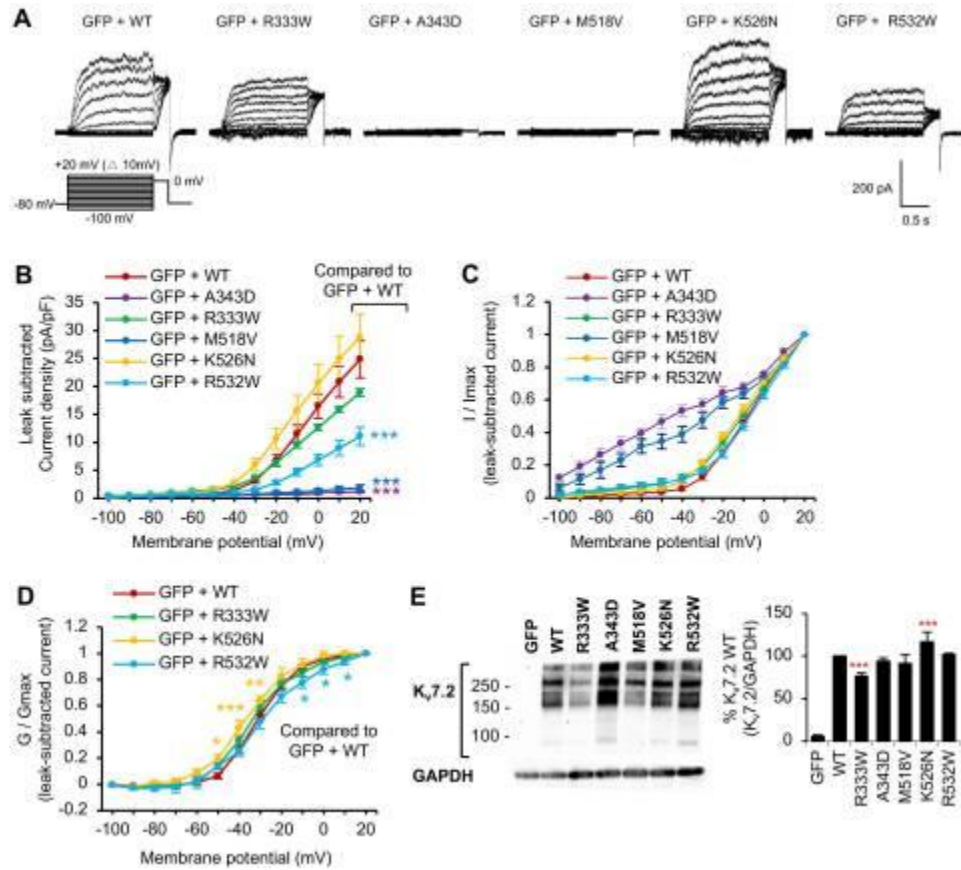 A
GFP + WT GFP + R333W GFP + A343D GFP + M518V GFP + K526N GFP + R532W
+20 mV (△ 10mV)
0 mV
-80 mV
-100 mV
200 pA
0.5 s
B
GFP + WT
GFP + A343D
GFP + R333W
GFP + M518V
GFP + K526N
GFP + R532W
Compared to
GFP + WT
Leak subtracted
Current density (pA/pF)
35
30
25
20
15
10
5
0
***
***
***
-100 -80 -60 -40 -20 0 20
Membrane potential (mV)
C
GFP + WT
GFP + A343D
GFP + R333W
GFP + M518V
GFP + K526N
GFP + R532W
I / Imax
(leak-subtracted current)
1.2
1
0.8
0.6
0.4
0.2
0
-100 -80 -60 -40 -20 0 20
Membrane potential (mV)
D
GFP + WT
GFP + R333W
GFP + K526N
GFP + R532W
G / Gmax
(leak-subtracted current)
1.2
1
0.8
0.6
0.4
0.2
0
-0.2
**
***
*
* * *
Compared to
GFP + WT
-100 -80 -60 -40 -20 0 20
Membrane potential (mV)
E
GFP WT R333W A343D M518V K526N R532W
Kv7.2
250 -
150 -
100 -
GAPDH
% Kv7.2 WT
(Kv7.2/GAPDH)
150
100
50
0
***
***
GFP WT R333W A343D M518V K526N R532W